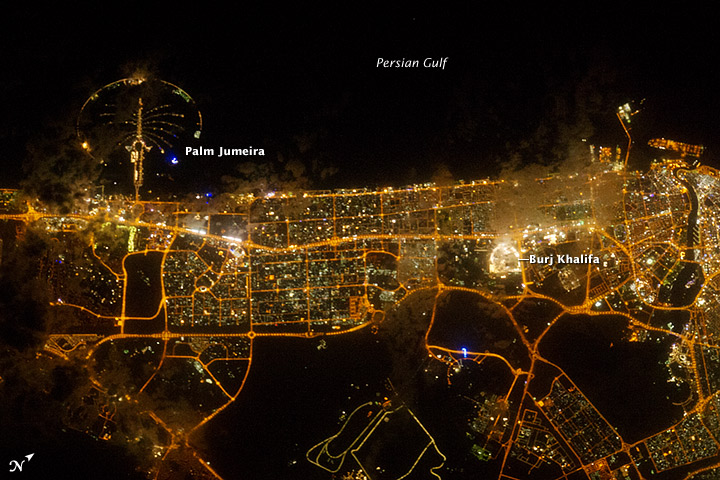 Persian Gulf
Palm Jumeira
Burj Khalifa
N